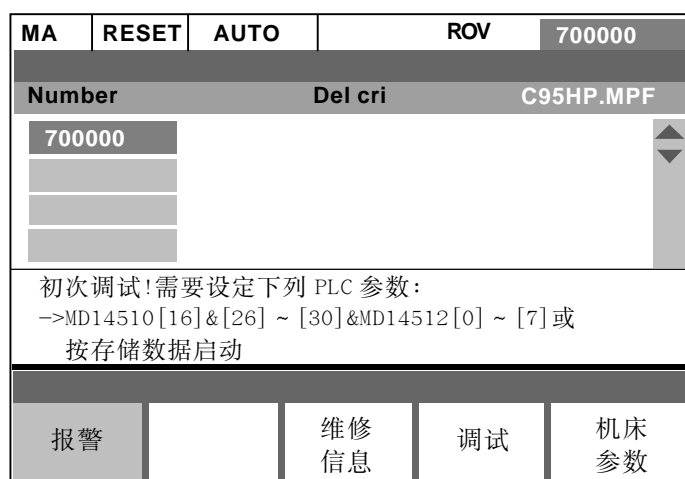 MA RESET AUTO ROV 700000
Number Del cri C95HP.MPF
700000
初次调试!需要设定下列 PLC 参数:
->MD14510[16]&[26] ~ [30]&MD14512[0] ~ [7]或
按存储数据启动
报警 维修信息 调试 机床参数